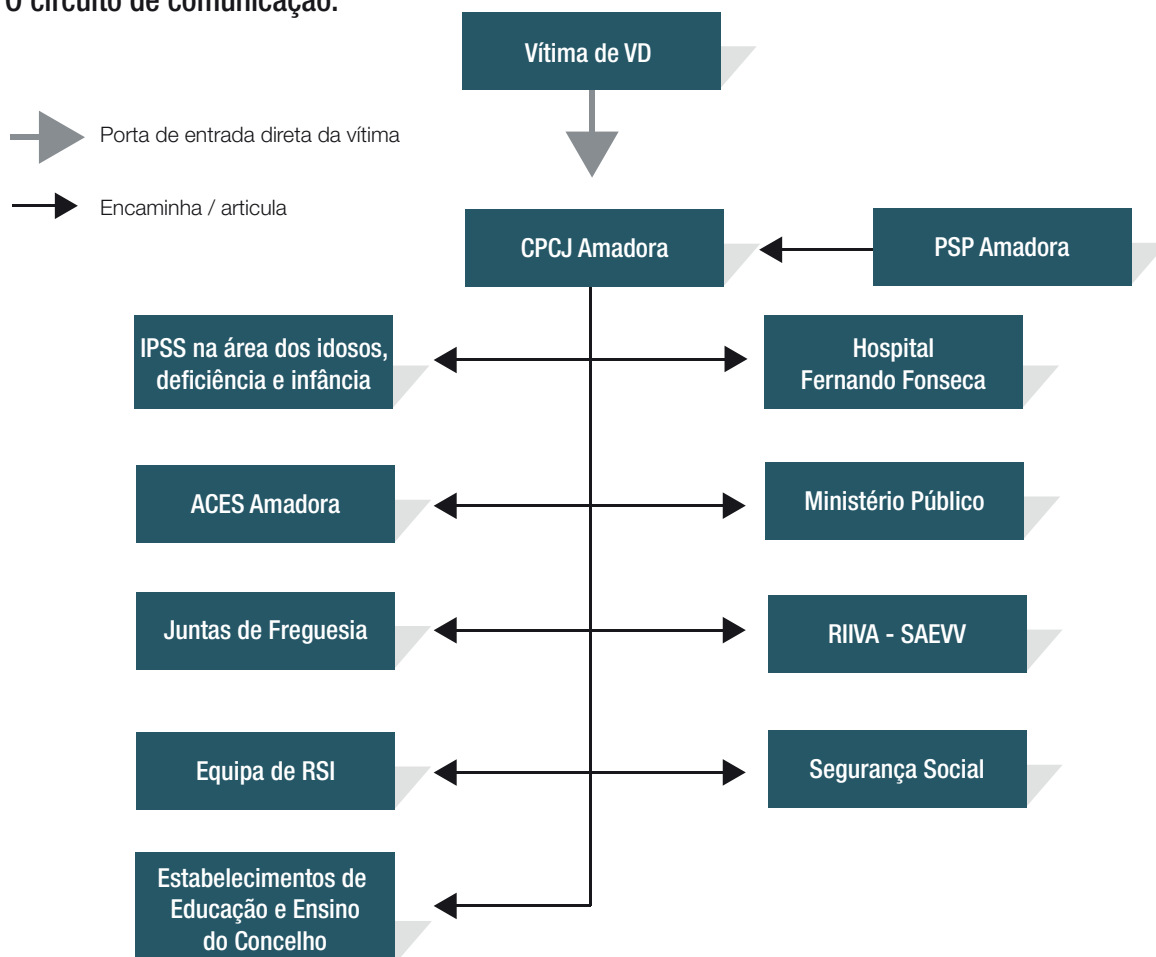 O circuito de comunicação.
Vítima de VD
Porta de entrada direta da vítima
Encaminha / articula
CPCJ Amadora
PSP Amadora
IPSS na área dos idosos,
deficiência e infância
Hospital
Fernando Fonseca
ACES Amadora
Ministério Público
Juntas de Freguesia
RIIVA - SAEVV
Equipa de RSI
Segurança Social
Estabelecimentos de
Educação e Ensino
do Concelho